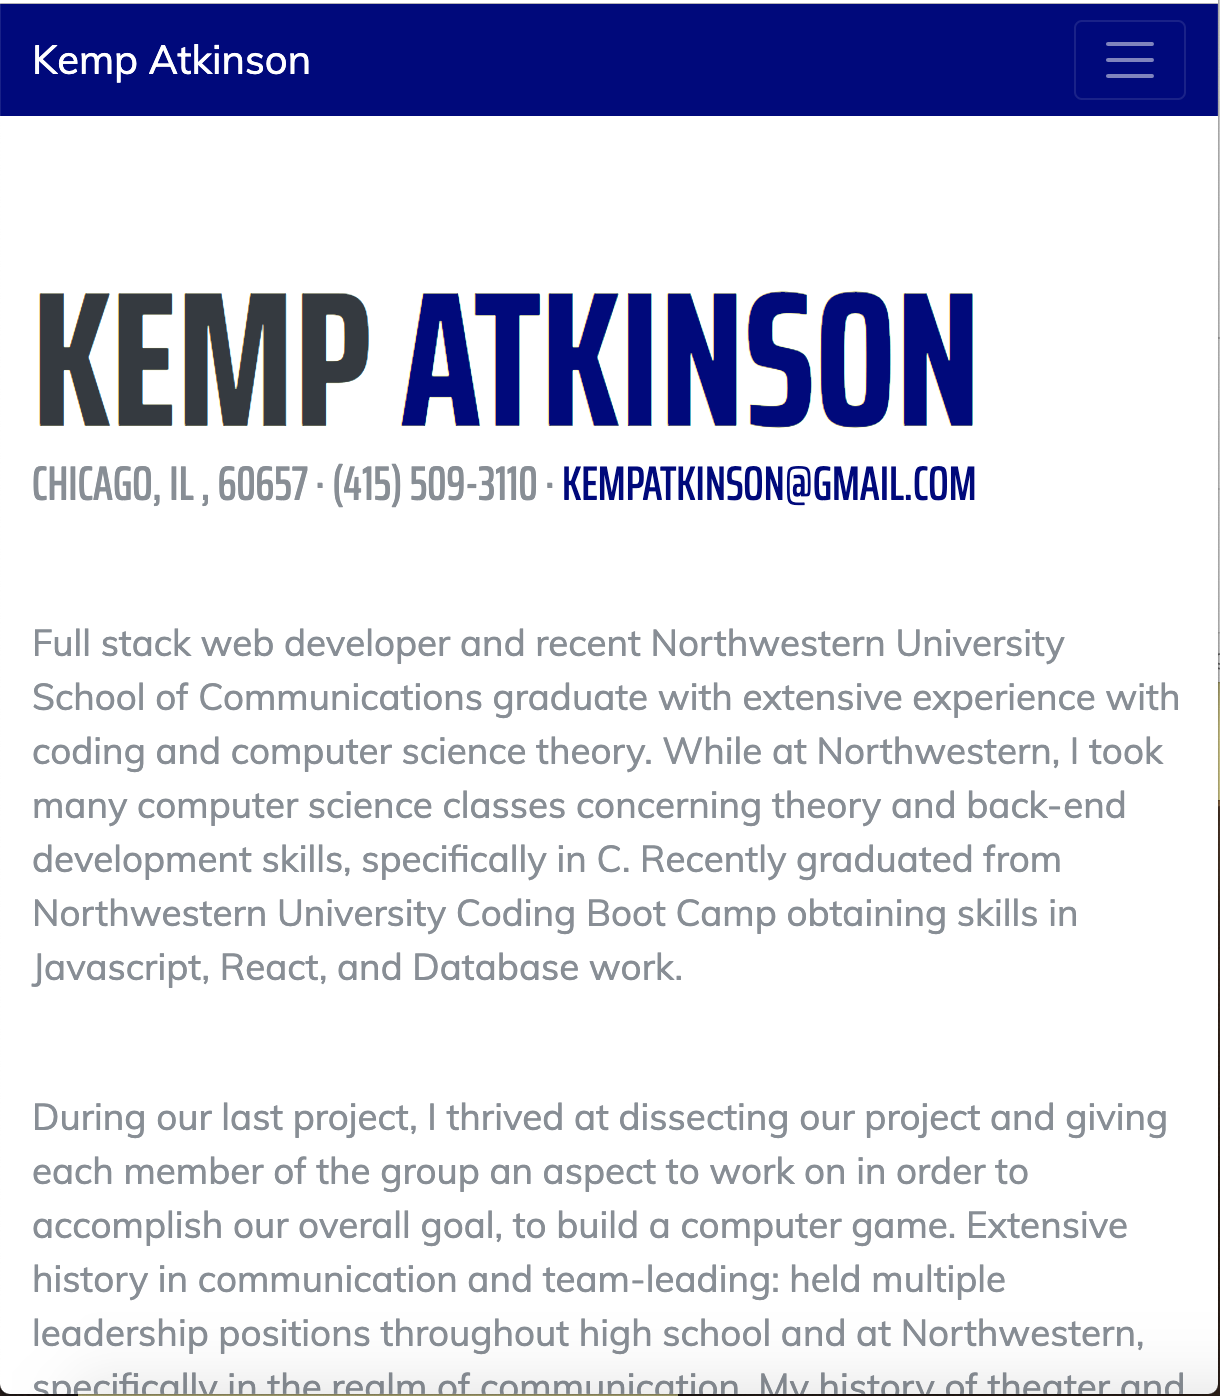 Kemp Atkinson
KEMP ATKINSON
CHICAGO, IL , 60657 · (415) 509-3110 · KEMPATKINSON@GMAIL.COM
Full stack web developer and recent Northwestern University
School of Communications graduate with extensive experience with
coding and computer science theory. While at Northwestern, I took
many computer science classes concerning theory and back-end
development skills, specifically in C. Recently graduated from
Northwestern University Coding Boot Camp obtaining skills in
Javascript, React, and Database work.
During our last project, I thrived at dissecting our project and giving
each member of the group an aspect to work on in order to
accomplish our overall goal, to build a computer game. Extensive
history in communication and team-leading: held multiple
leadership positions throughout high school and at Northwestern,
specifically in the realm of communication. My history of theater and